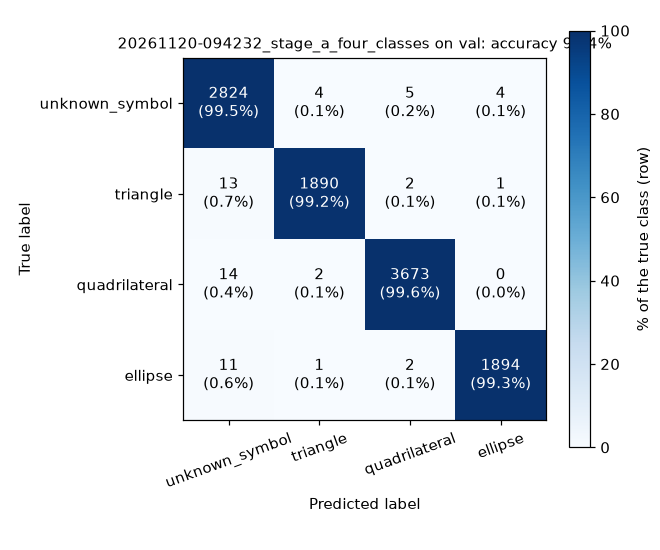 20261120-094232_stage_a_four_classes on val: accuracy
100
unknown_symbol 2824 4 5 4
(99.5%) (0.1%) (0.2%) (0.1%)
80
triangle 13 1890 2 1
(0.7%) (99.2%) (0.1%) (0.1%)
60
True label
% of the true class (row)
quadrilateral 14 2 3673 0
(0.4%) (0.1%) (99.6%) (0.0%)
40
20
ellipse 11 1 2 1894
(0.6%) (0.1%) (0.1%) (99.3%)
0
unknown_symbol triangle quadrilateral ellipse
Predicted label